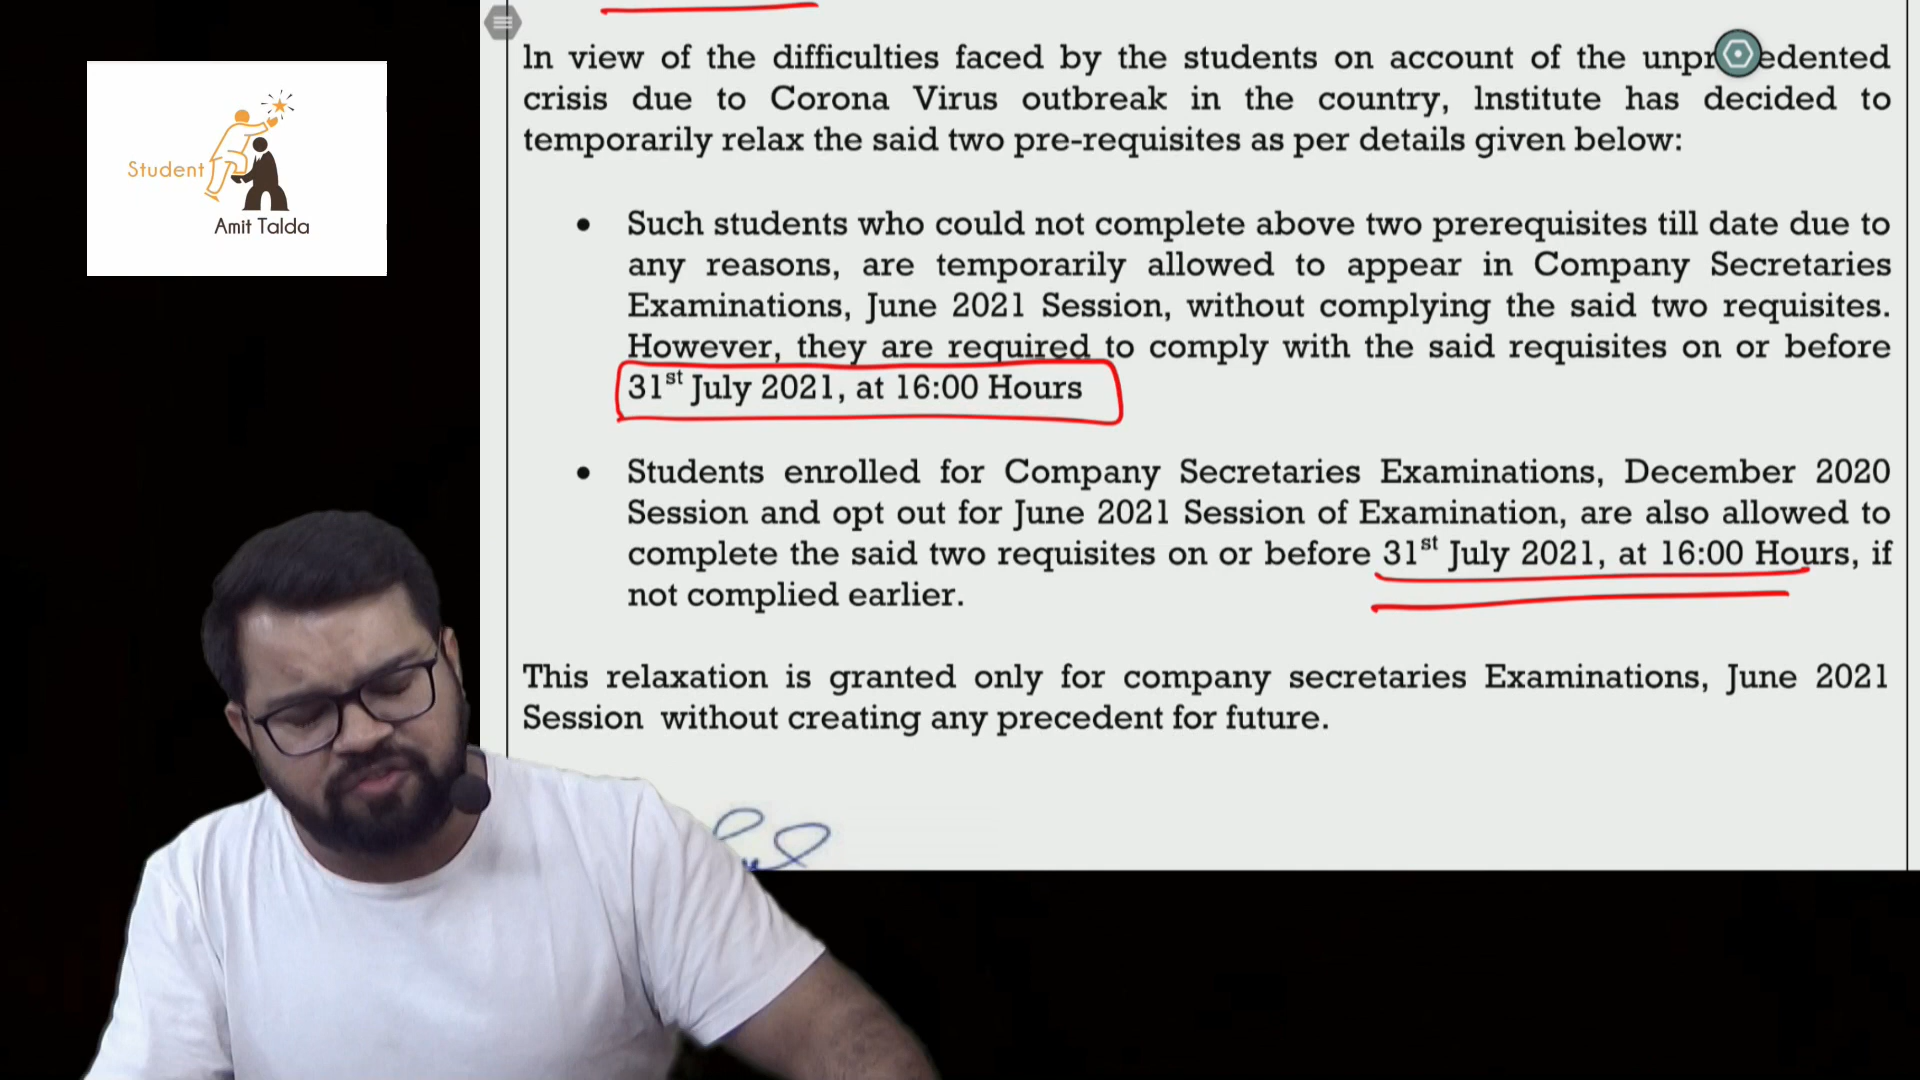 Student
Amit Talda
In view of the difficulties faced by the students on account of the unpr edented
crisis due to Corona Virus outbreak in the country, Institute has decided to
temporarily relax the said two pre-requisites as per details given below:
• Such students who could not complete above two prerequisites till date due to
any reasons, are temporarily allowed to appear in Company Secretaries
Examinations, June 2021 Session, without complying the said two requisites.
However, they are required to comply with the said requisites on or before
31st July 2021, at 16:00 Hours
• Students enrolled for Company Secretaries Examinations, December 2020
Session and opt out for June 2021 Session of Examination, are also allowed to
complete the said two requisites on or before 31st July 2021, at 16:00 Hours, if
not complied earlier.
This relaxation is granted only for company secretaries Examinations, June 2021
Session without creating any precedent for future.